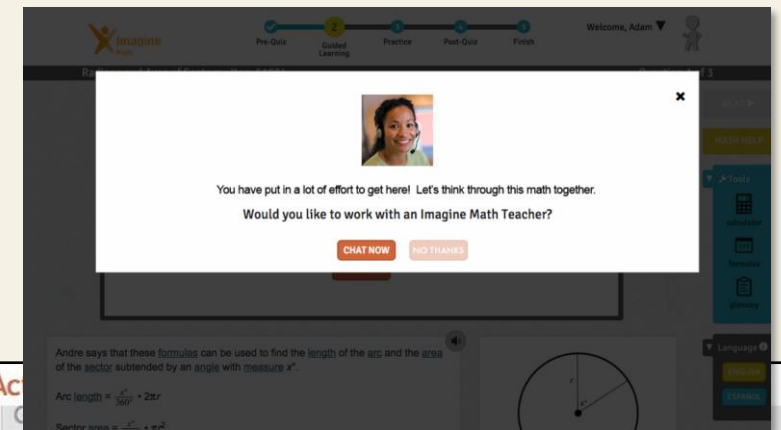 Imagine
Math
2
Pre-Quiz
Guided
Learning
Practice
Post-Quiz
Finish
Welcome, Adam ▼
of 3
MATH HELP
You have put in a lot of effort to get here! Let's think through this math together.
Would you like to work with an Imagine Math Teacher?
CHAT NOW
NO THANKS
Tools
calculator
formulas
glossary
Andre says that these formulas can be used to find the length of the arc and the area
of the sector subtended by an angle with measure x°.
Arc length = x°/360° • 2πr
Sector area = • πr²
r
x°
Language
ENGLISH
ESPAÑOL
Ac